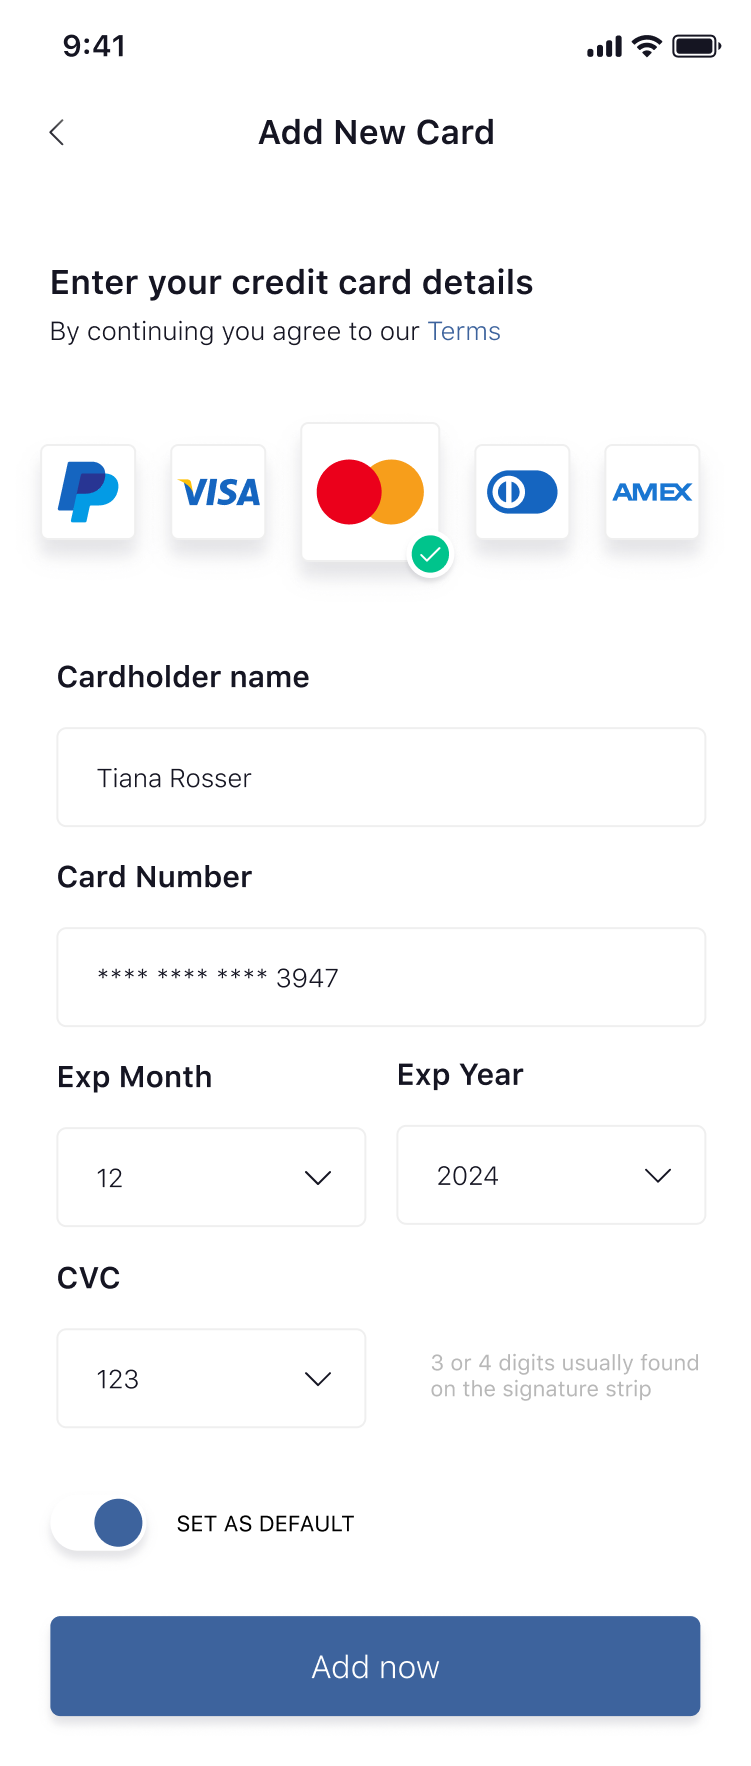 9:41
Add New Card
Enter your credit card details
By continuing you agree to our Terms
VISA
AMEX
Cardholder name
Tiana Rosser
Card Number
**** **** **** 3947
Exp Month
Exp Year
12
2024
CVC
123
3 or 4 digits usually found
on the signature strip
SET AS DEFAULT
Add now